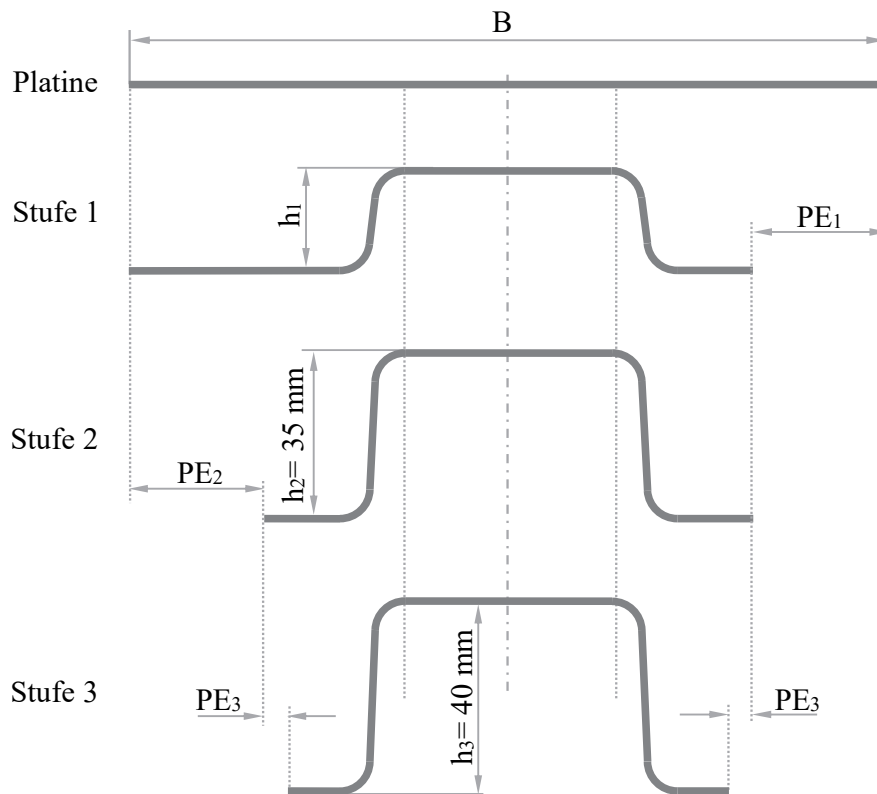 B
Platine
Stufe 1
h₁
PE₁
Stufe 2
h₂= 35 mm
PE₂
Stufe 3
PE₃
h₃= 40 mm
PE₃